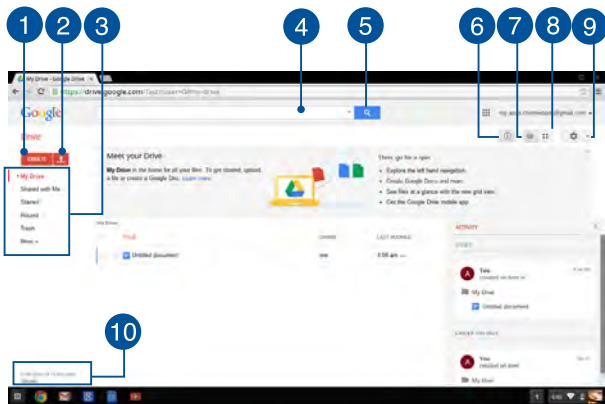 1 2 3 4 5 6 7 8 9
My Drive - Google Drive
https://drive.google.com/
Google
Drive
CREATE
Meet your Drive
My Drive is the home for all your files. To get started, upload
a file or create a Google Doc. Learn more
There, go for a spin
Explore the left hand navigation.
Create Google Docs and more.
See files at a glance with the new grid view.
Get the Google Drive mobile app.
My Drive
Shared with Me
Starred
Recent
Trash
More
My Drive
TITLE OWNER LAST MODIFIED
Untitled document me
ACTIVITY
A You
My Drive
Untitled document
EARLIER THIS WEEK
A You
My Drive
10